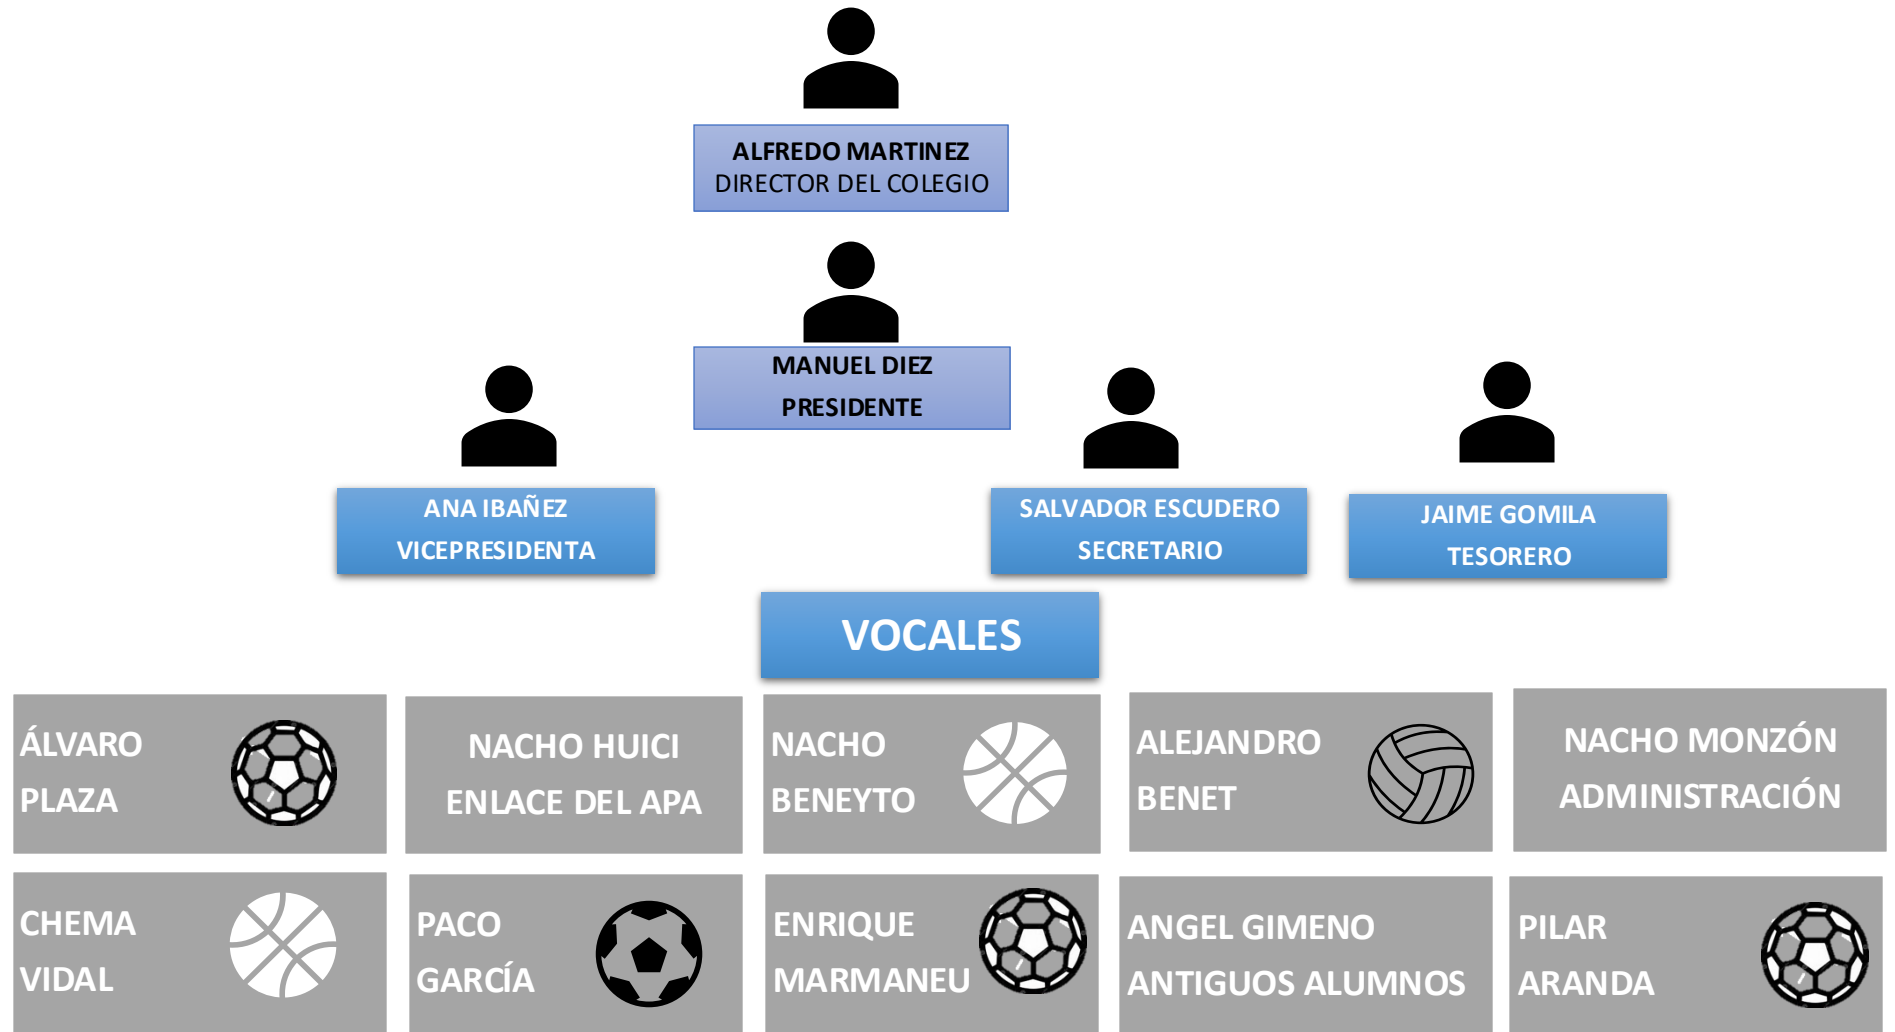 ALFREDO MARTINEZ
DIRECTOR DEL COLEGIO
MANUEL DIEZ
PRESIDENTE
ANA IBAÑEZ
VICEPRESIDENTA
SALVADOR ESCUDERO
SECRETARIO
JAIME GOMILA
TESORERO
VOCALES
ÁLVARO
PLAZA
NACHO HUICI
ENLACE DEL APA
NACHO
BENEYTO
ALEJANDRO
BENET
NACHO MONZÓN
ADMINISTRACIÓN
CHEMA
VIDAL
PACO
GARCÍA
ENRIQUE
MARMANEU
ANGEL GIMENO
ANTIGUOS ALUMNOS
PILAR
ARANDA